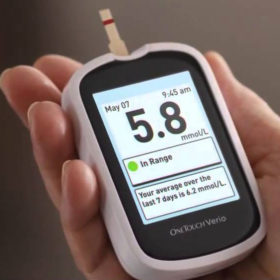 May 07 9:45 am
5.8
mmol/L
In Range
Your average over the
last 7 days is 6.2 mmol/L.
ONETOUCH Verio